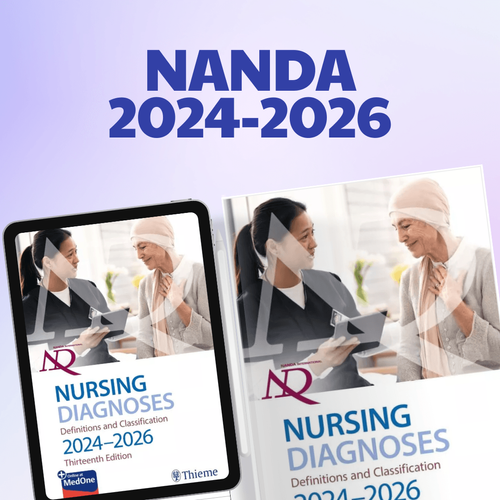 NANDA
2024-2026
NURSING
DIAGNOSES
Definitions and Classification
2024–2026
Thirteenth Edition
MedOne
Thieme
NURSING
DIAGNOSES
Definitions and Classification
2024–2026